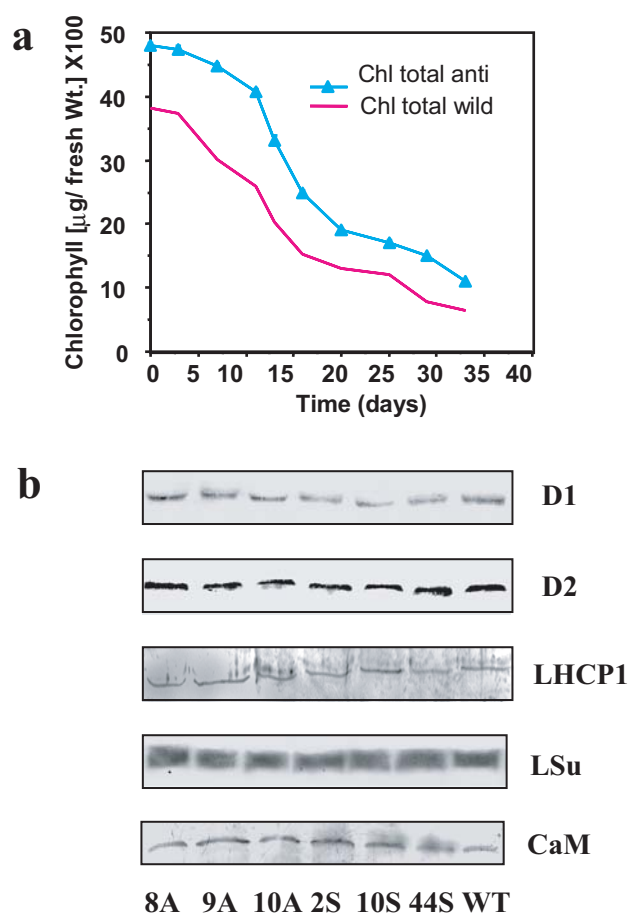 a
Chlorophyll [µg/ fresh Wt.] X100
50
40
30
20
10
0
Chl total anti
Chl total wild
0 5 10 15 20 25 30 35 40
Time (days)
b
D1
D2
LHCP1
LSu
CaM
8A 9A 10A 2S 10S 44S WT